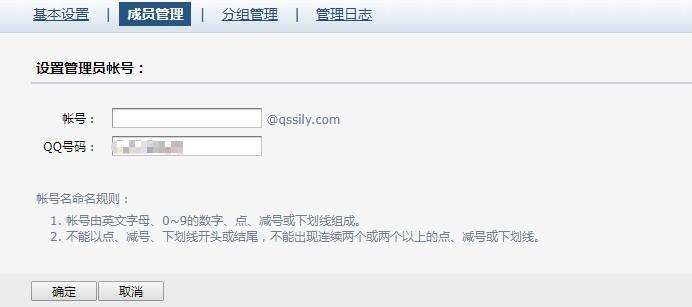 基本设置 | 成员管理 | 分组管理 | 管理日志
设置管理员帐号：
帐号： @qssily.com
QQ号码：
帐号名命名规则：
1. 帐号由英文字母、0~9的数字、点、减号或下划线组成。
2. 不能以点、减号、下划线开头或结尾，不能出现连续两个或两个以上的点、减号或下划线。
确定 取消